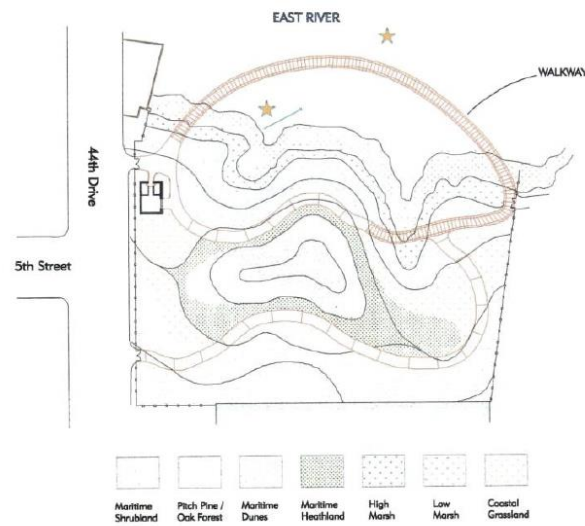 EAST RIVER
WALKWAY
44th Drive
5th Street
Maritime
Shrubland
Pitch Pine /
Oak Forest
Maritime
Dunes
Maritime
Heathland
High
Marsh
Low
Marsh
Coastal
Grassland